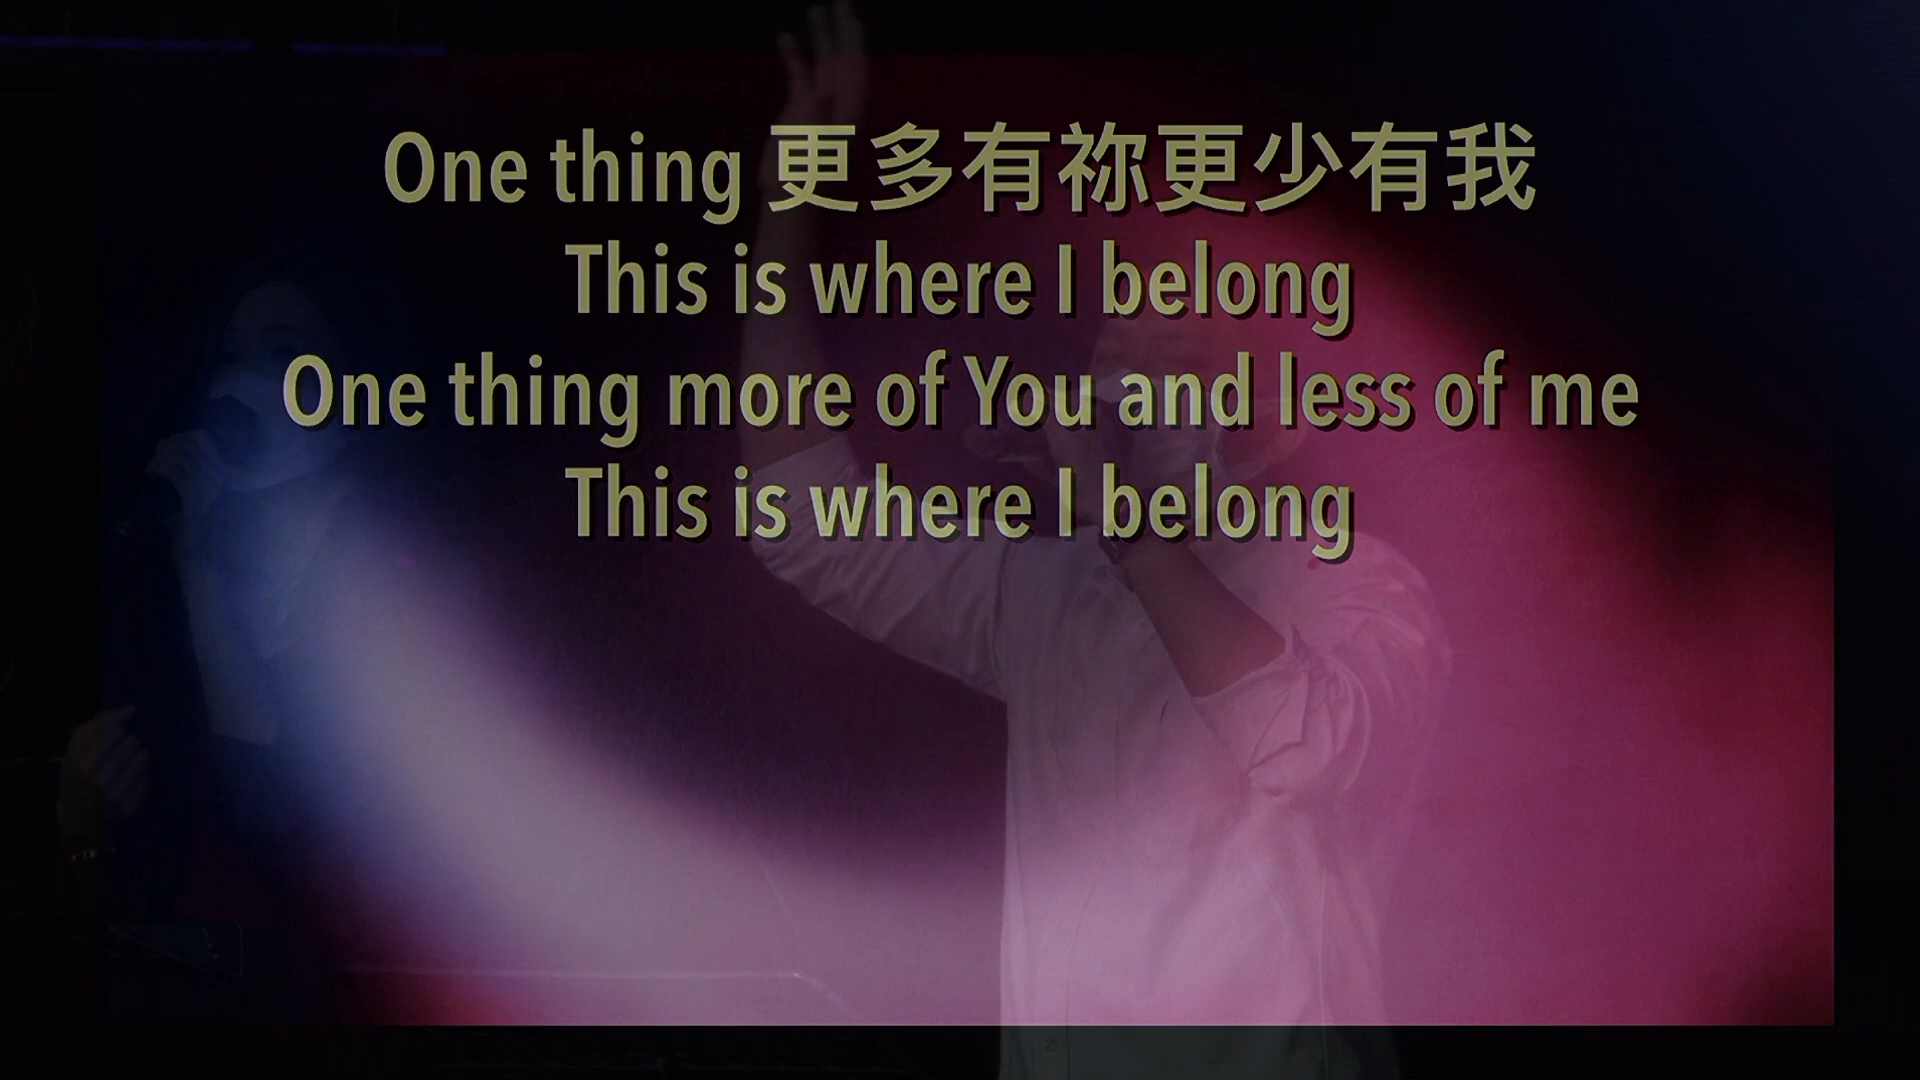 One thing 更多有祢更少有我
This is where I belong
One thing more of You and less of me
This is where I belong